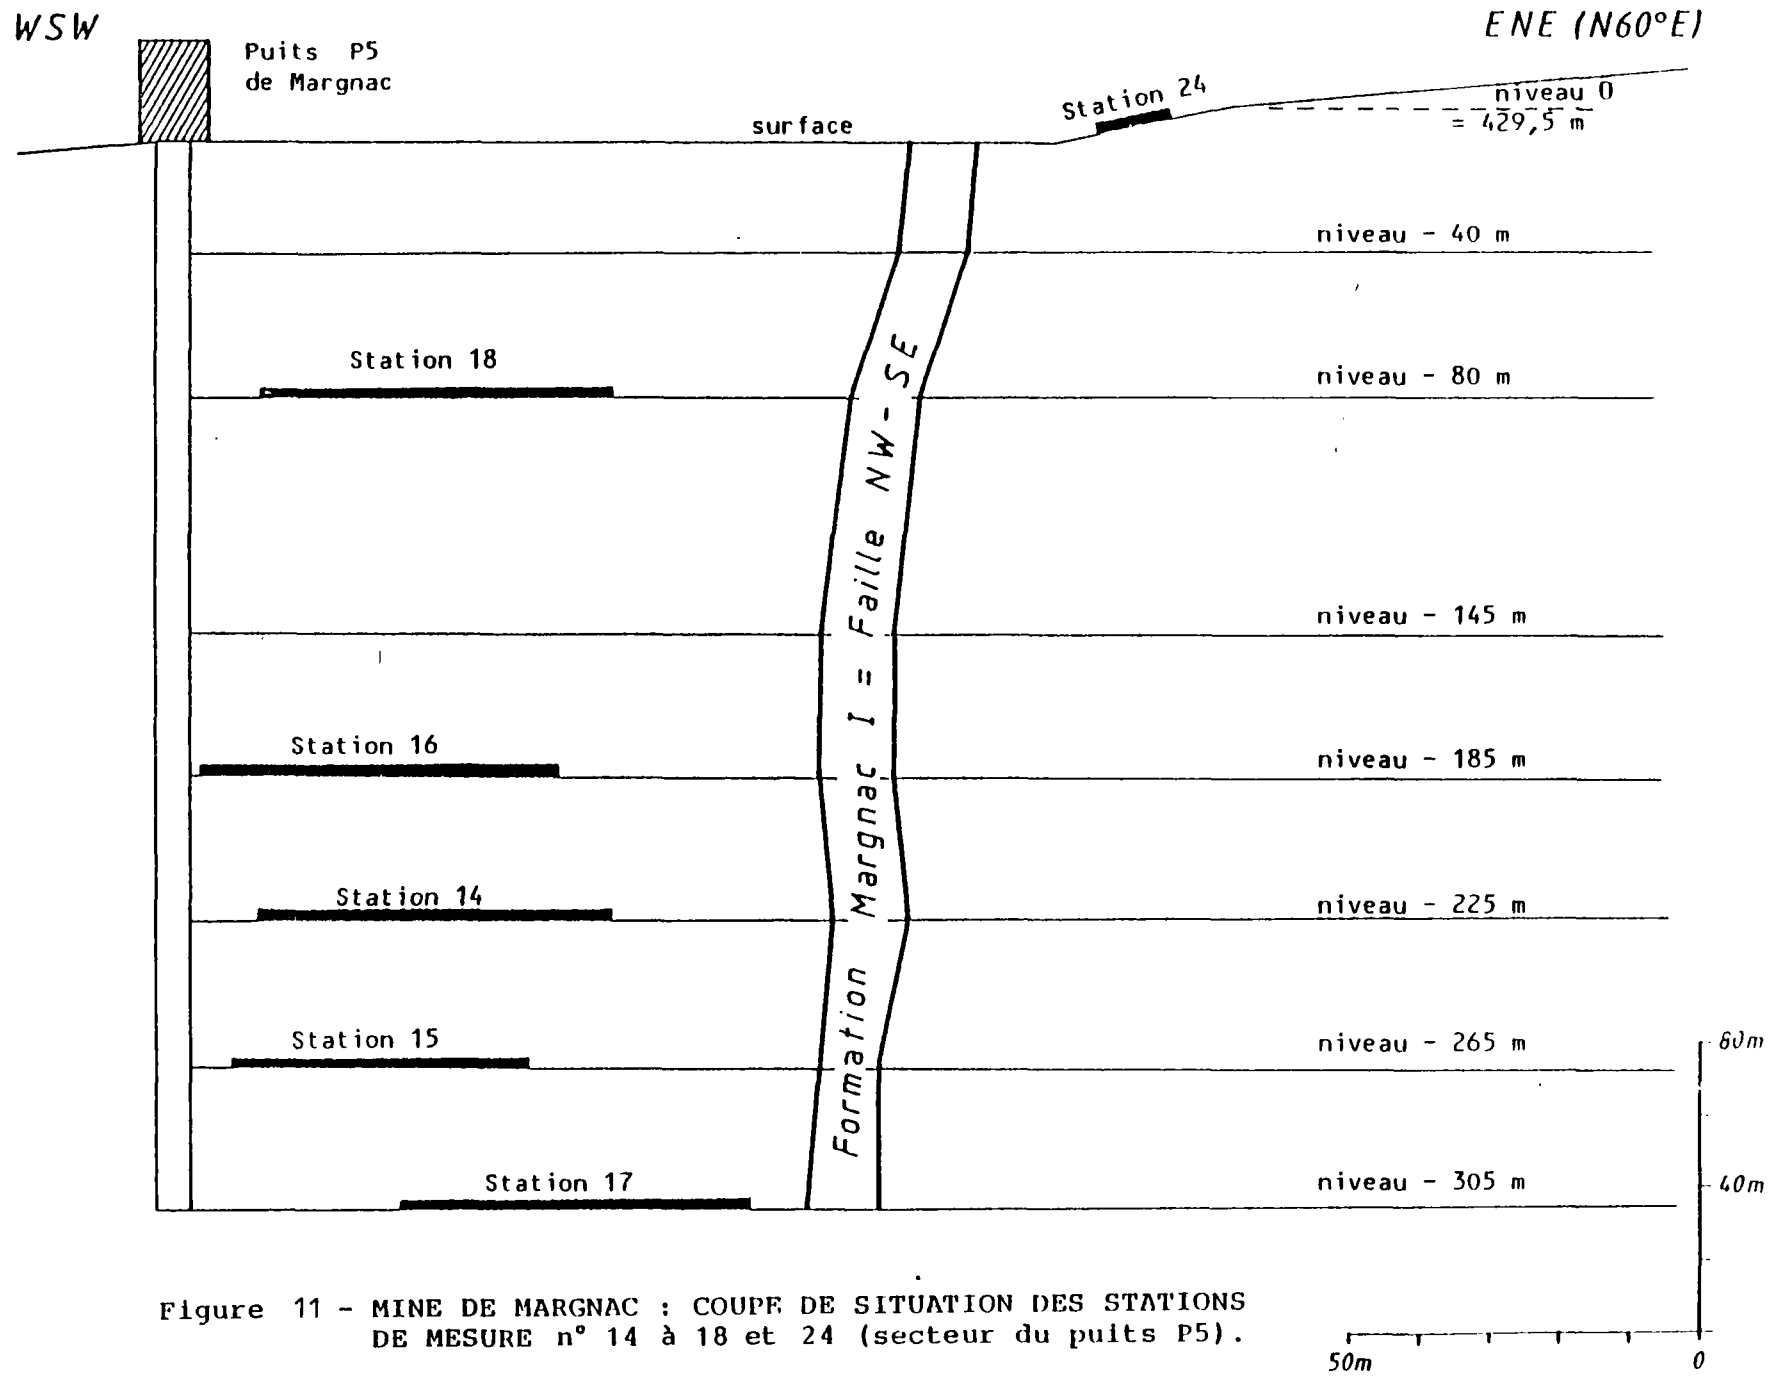 WSW
ENE (N60°E)
Puits P5
de Margnac
Station 24
niveau 0
= 429,5 m
surface
niveau - 40 m
Station 18
niveau - 80 m
Formation Margnac I = Faille NW-SE
niveau - 145 m
Station 16
niveau - 185 m
Station 14
niveau - 225 m
Station 15
niveau - 265 m
80m
Station 17
niveau - 305 m
40m
Figure 11 - MINE DE MARGNAC : COUPE DE SITUATION DES STATIONS
DE MESURE n° 14 à 18 et 24 (secteur du puits P5).
50m
0